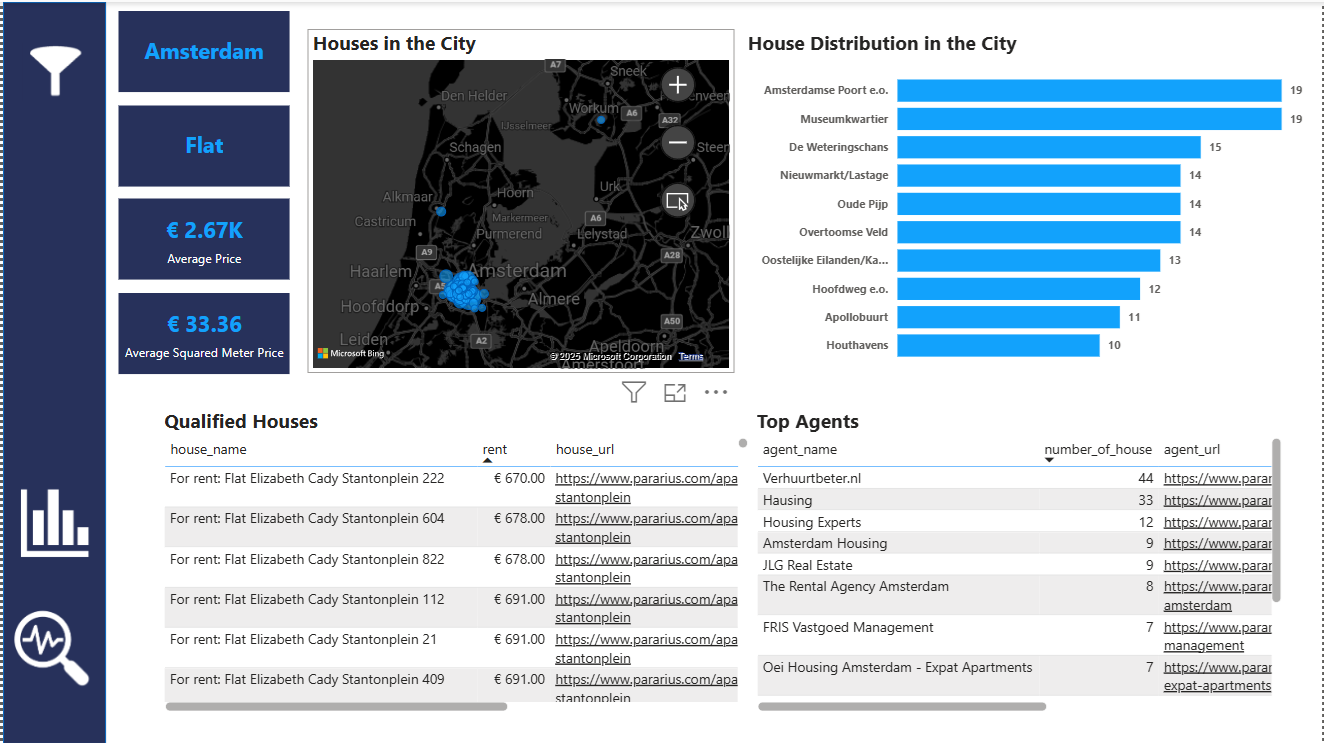 Amsterdam
Flat
€ 2.67K
Average Price
€ 33.36
Average Squared Meter Price
Houses in the City
A7
Sneek
Den Helder
Workum
A6
A32
IJsselmeer
Schagen
Steen
Alkmaar
Hoorn
Urk
Castricum
Markermeer
A6
Purmerend
Lelystad
Zwoll
A9
A28
Haarlem
Amsterdam
A5
Hoofddorp
Almere
A50
Leiden
A2
Apeldoorn
Microsoft Bing
© 2025 Microsoft Corporation Terms
Amersfoort
House Distribution in the City
Amsterdamse Poort e.o. 19
Museumkwartier 19
De Weteringschans 15
Nieuwmarkt/Lastage 14
Oude Pijp 14
Overtoomse Veld 14
Oostelijke Eilanden/Ka... 13
Hoofdweg e.o. 12
Apollobuurt 11
Houthavens 10
Qualified Houses
house_name rent house_url
For rent: Flat Elizabeth Cady Stantonplein 222 € 670.00 https://www.pararius.com/apa
stantonplein
For rent: Flat Elizabeth Cady Stantonplein 604 € 678.00 https://www.pararius.com/apa
stantonplein
For rent: Flat Elizabeth Cady Stantonplein 822 € 678.00 https://www.pararius.com/apa
stantonplein
For rent: Flat Elizabeth Cady Stantonplein 112 € 691.00 https://www.pararius.com/apa
stantonplein
For rent: Flat Elizabeth Cady Stantonplein 21 € 691.00 https://www.pararius.com/apa
stantonplein
For rent: Flat Elizabeth Cady Stantonplein 409 € 691.00 https://www.pararius.com/apa
stantonplein
Top Agents
agent_name number_of_house agent_url
Verhuurtbeter.nl 44 https://www.parar
Hausing 33 https://www.parar
Housing Experts 12 https://www.parar
Amsterdam Housing 9 https://www.parar
JLG Real Estate 9 https://www.parar
The Rental Agency Amsterdam 8 https://www.parar
amsterdam
FRIS Vastgoed Management 7 https://www.parar
management
Oei Housing Amsterdam - Expat Apartments 7 https://www.parar
expat-apartments